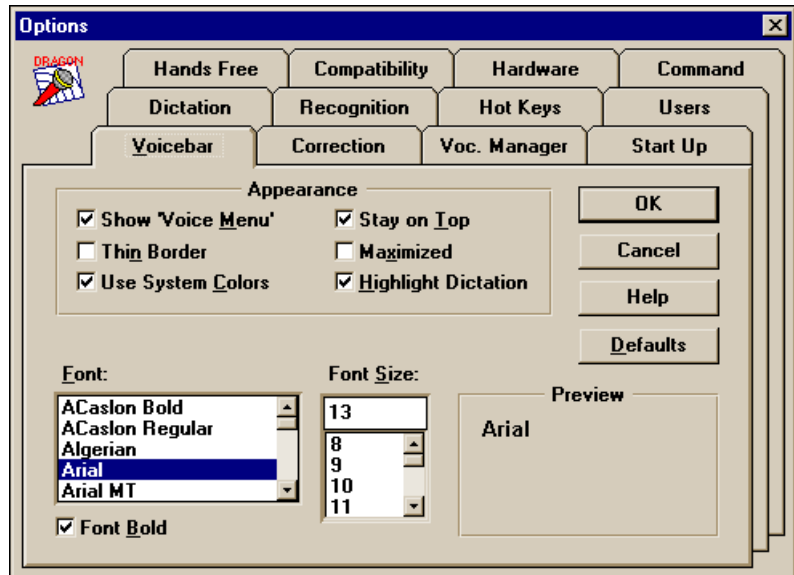 Options
DRAGON
Hands Free Compatibility Hardware Command
Dictation Recognition Hot Keys Users
Voicebar Correction Voc. Manager Start Up
Appearance
Show 'Voice Menu' Stay on Top
Thin Border Maximized
Use System Colors Highlight Dictation
OK
Cancel
Help
Defaults
Font:
ACaslon Bold
ACaslon Regular
Algerian
Arial
Arial MT
Font Bold
Font Size:
13
8
9
10
11
Preview
Arial